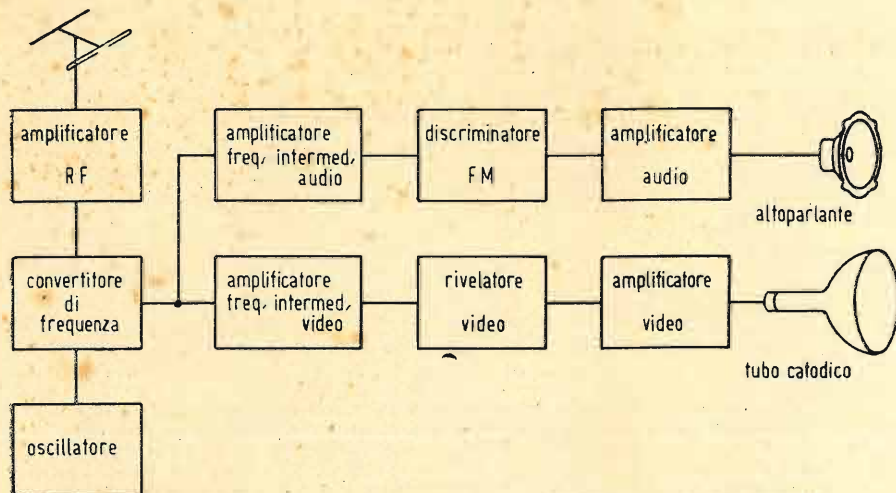 amplificatore
RF
amplificatore
freq, intermed,
audio
discriminatore
FM
amplificatore
audio
altoparlante
convertitore
di
frequenza
amplificatore
freq, intermed,
video
rivelatore
video
amplificatore
video
tubo catodico
oscillatore